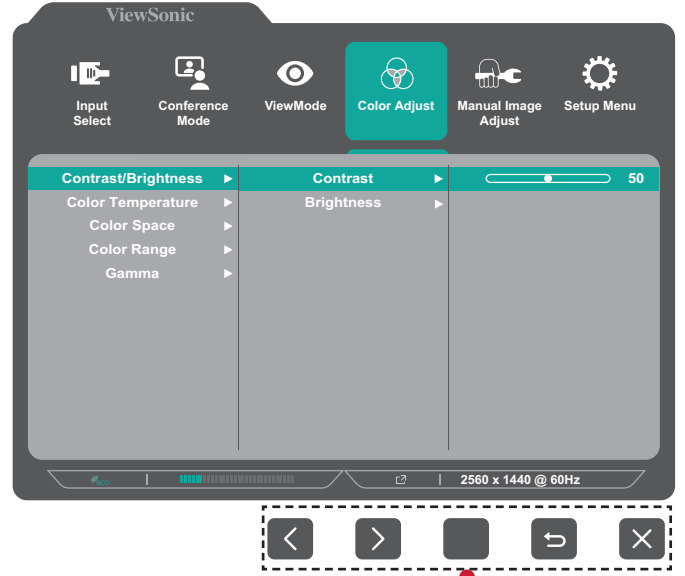 ViewSonic
Input Select
Conference Mode
ViewMode
Color Adjust
Manual Image Adjust
Setup Menu
Contrast/Brightness
Contrast
50
Color Temperature
Brightness
Color Space
Color Range
Gamma
eco
2560 x 1440 @ 60Hz